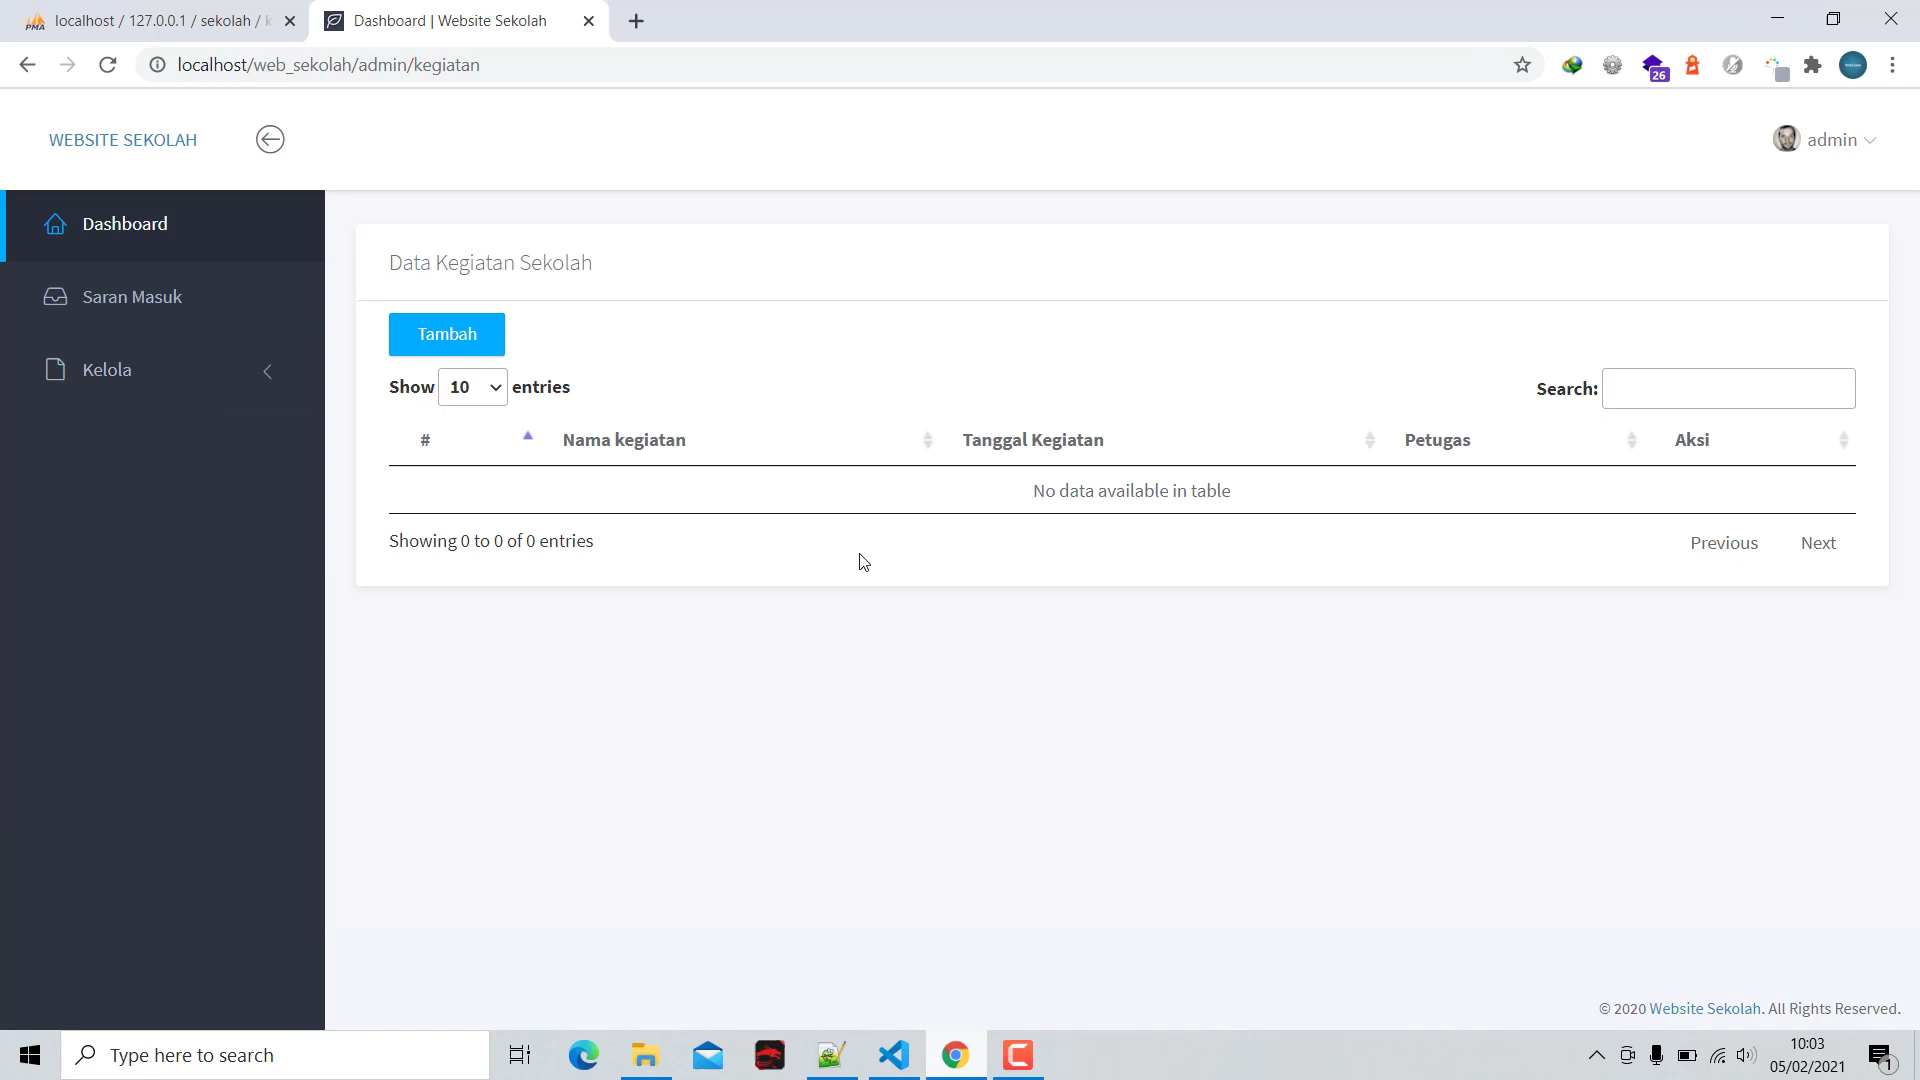 localhost / 127.0.0.1 / sekolah / k
Dashboard | Website Sekolah
localhost/web_sekolah/admin/kegiatan
26
WEBSITE SEKOLAH
admin
Dashboard
Saran Masuk
Kelola
Data Kegiatan Sekolah
Tambah
Show 10 entries
Search:
# Nama kegiatan Tanggal Kegiatan Petugas Aksi
No data available in table
Showing 0 to 0 of 0 entries
Previous Next
© 2020 Website Sekolah. All Rights Reserved.
Type here to search
10:03
05/02/2021
1